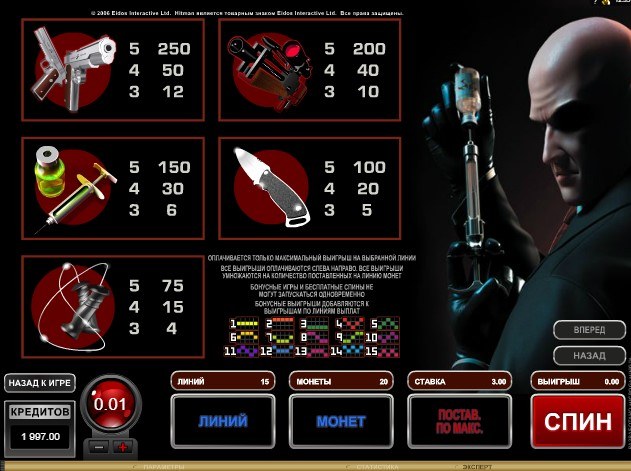 © 2006 Eidos Interactive Ltd. Hitman является товарным знаком Eidos Interactive Ltd. Все права защищены.
5 250
4 50
3 12
5 200
4 40
3 10
5 150
4 30
3 6
5 100
4 20
3 5
5 75
4 15
3 4
ОПЛАЧИВАЕТСЯ ТОЛЬКО МАКСИМАЛЬНЫЙ ВЫИГРЫШ НА ВЫБРАННОЙ ЛИНИИ
ВСЕ ВЫИГРЫШИ ОПЛАЧИВАЮТСЯ СЛЕВА НАПРАВО. ВСЕ ВЫИГРЫШИ
УМНОЖАЮТСЯ НА КОЛИЧЕСТВО ПОСТАВЛЕННЫХ НА ЛИНИЮ МОНЕТ
БОНУСНЫЕ ИГРЫ И БЕСПЛАТНЫЕ СПИНЫ НЕ
МОГУТ ЗАПУСКАТЬСЯ ОДНОВРЕМЕННО
БОНУСНЫЕ ВЫИГРЫШИ ДОБАВЛЯЮТСЯ К
ВЫИГРЫШАМ ПО ЛИНИЯМ ВЫПЛАТ
1 2 3 4 5
6 7 8 9 10
11 12 13 14 15
ВПЕРЕД
НАЗАД
НАЗАД К ИГРЕ
КРЕДИТОВ
1 997.00
0.01
ЛИНИЙ 15
МОНЕТЫ 20
СТАВКА 3.00
ВЫИГРЫШ 0.00
ЛИНИЙ
МОНЕТ
ПОСТАВ.
ПО МАКС.
СПИН
ПАРАМЕТРЫ
СТАТИСТИКА
ЭКСПЕРТ